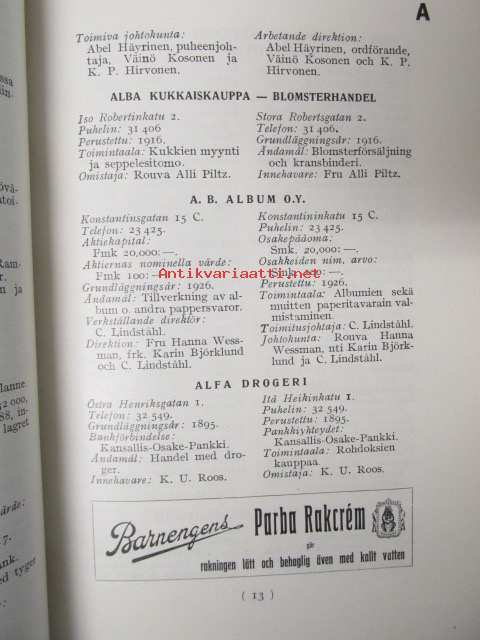 A
Toimiva johtokunta:
Abel Häyrinen, puheenjoh-
taja, Väinö Kosonen ja
K. P. Hirvonen.
Arbetande direktion:
Abel Häyrinen, ordförande,
Väinö Kosonen och K. P.
Hirvonen.
ALBA KUKKAISKAUPPA — BLOMSTERHANDEL
Iso Robertinkatu 2.
Puhelin: 31 406
Perustettu: 1916.
Toimintaala: Kukkien myynti
ja seppelesitomo.
Omistaja: Rouva Alli Piltz.
Stora Robertsgatan 2.
Telefon: 31 406.
Grundläggningsår: 1916.
Ändamål: Blomsterförsäljning
och kransbinderi.
Innehavare: Fru Alli Piltz.
A. B. ALBUM O.Y.
Konstantinsgatan 15 C.
Telefon: 23 425.
Aktiekapital:
Fmk 20,000: —.
Aktiernas nominella värde:
Fmk 100: —.
Grundläggningsår: 1926.
Ändamål: Tillverkning av al-
bum o. andra pappersvaror.
Verkställande direktör:
C. Lindståhl.
Direktion: Fru Hanna Wess-
man, frk. Karin Björklund
och C. Lindståhl.
Konstantininkatu 15 C.
Puhelin: 23 425.
Osakepääoma:
Smk. 20,000: —.
Osakkeiden nim. arvo:
Perustettu: 1926.
Toimintaala: Albumien sekä
muitten paperitavarain val-
mistaminen.
Toimitusjohtaja: C. Lindståhl.
Johtokunta: Rouva Hanna
Wessman, nti Karin Björk-
lund ja C. Lindståhl.
Antikvariaatti.net
ALFA DROGERI
Östra Henriksgatan 1.
Telefon: 32 549.
Grundläggningsår: 1895.
Bankförbindelse:
Kansallis-Osake-Pankki.
Ändamål: Handel med dro-
ger.
Innehavare: K. U. Roos.
Itä Heikinkatu 1.
Puhelin: 32 549.
Perustettu: 1895.
Pankkiyhteydet:
Kansallis-Osake-Pankki.
Toimintaala: Rohdoksien
kauppaa.
Omistaja: K. U. Roos.
Barnengens Parba Rakcrém
gör
rakningen lätt och behaglig även med kallt vatten
( 13 )